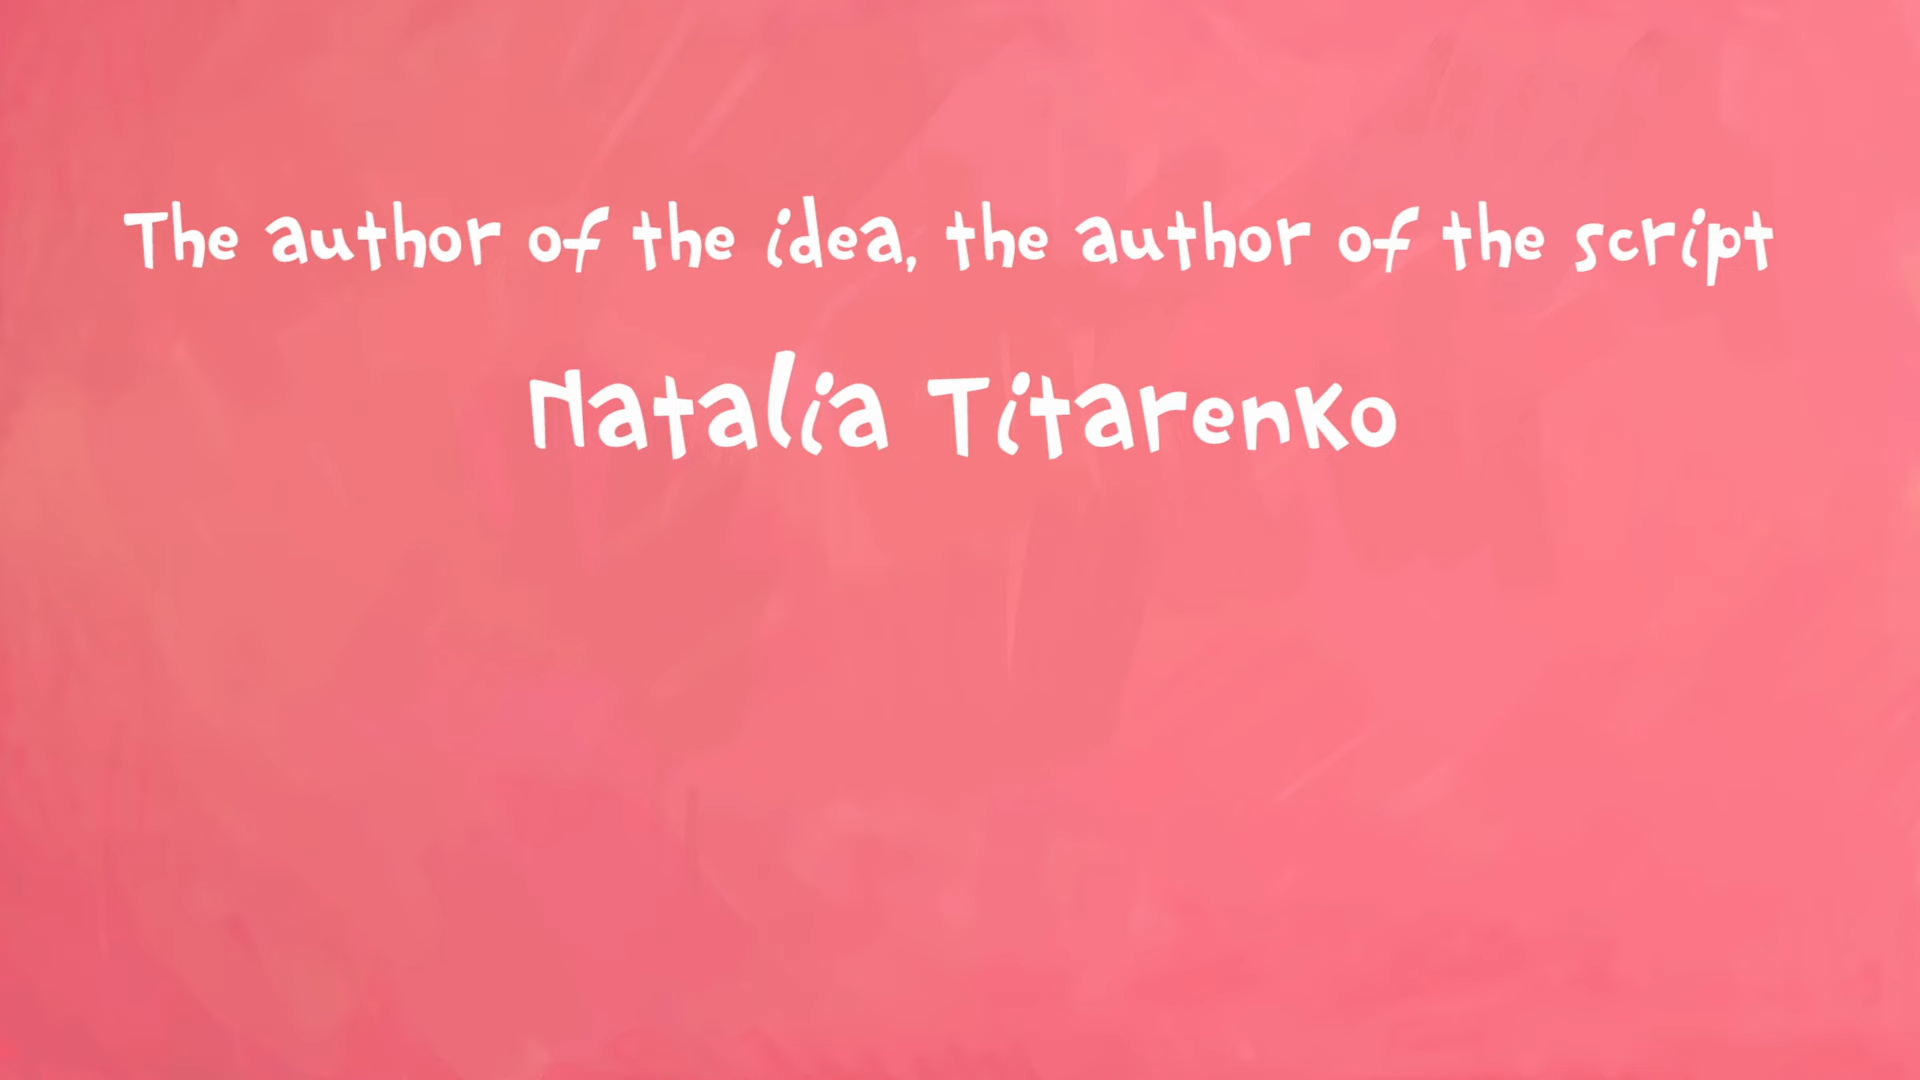 The author of the idea, the author of the script
Natalia Titarenko